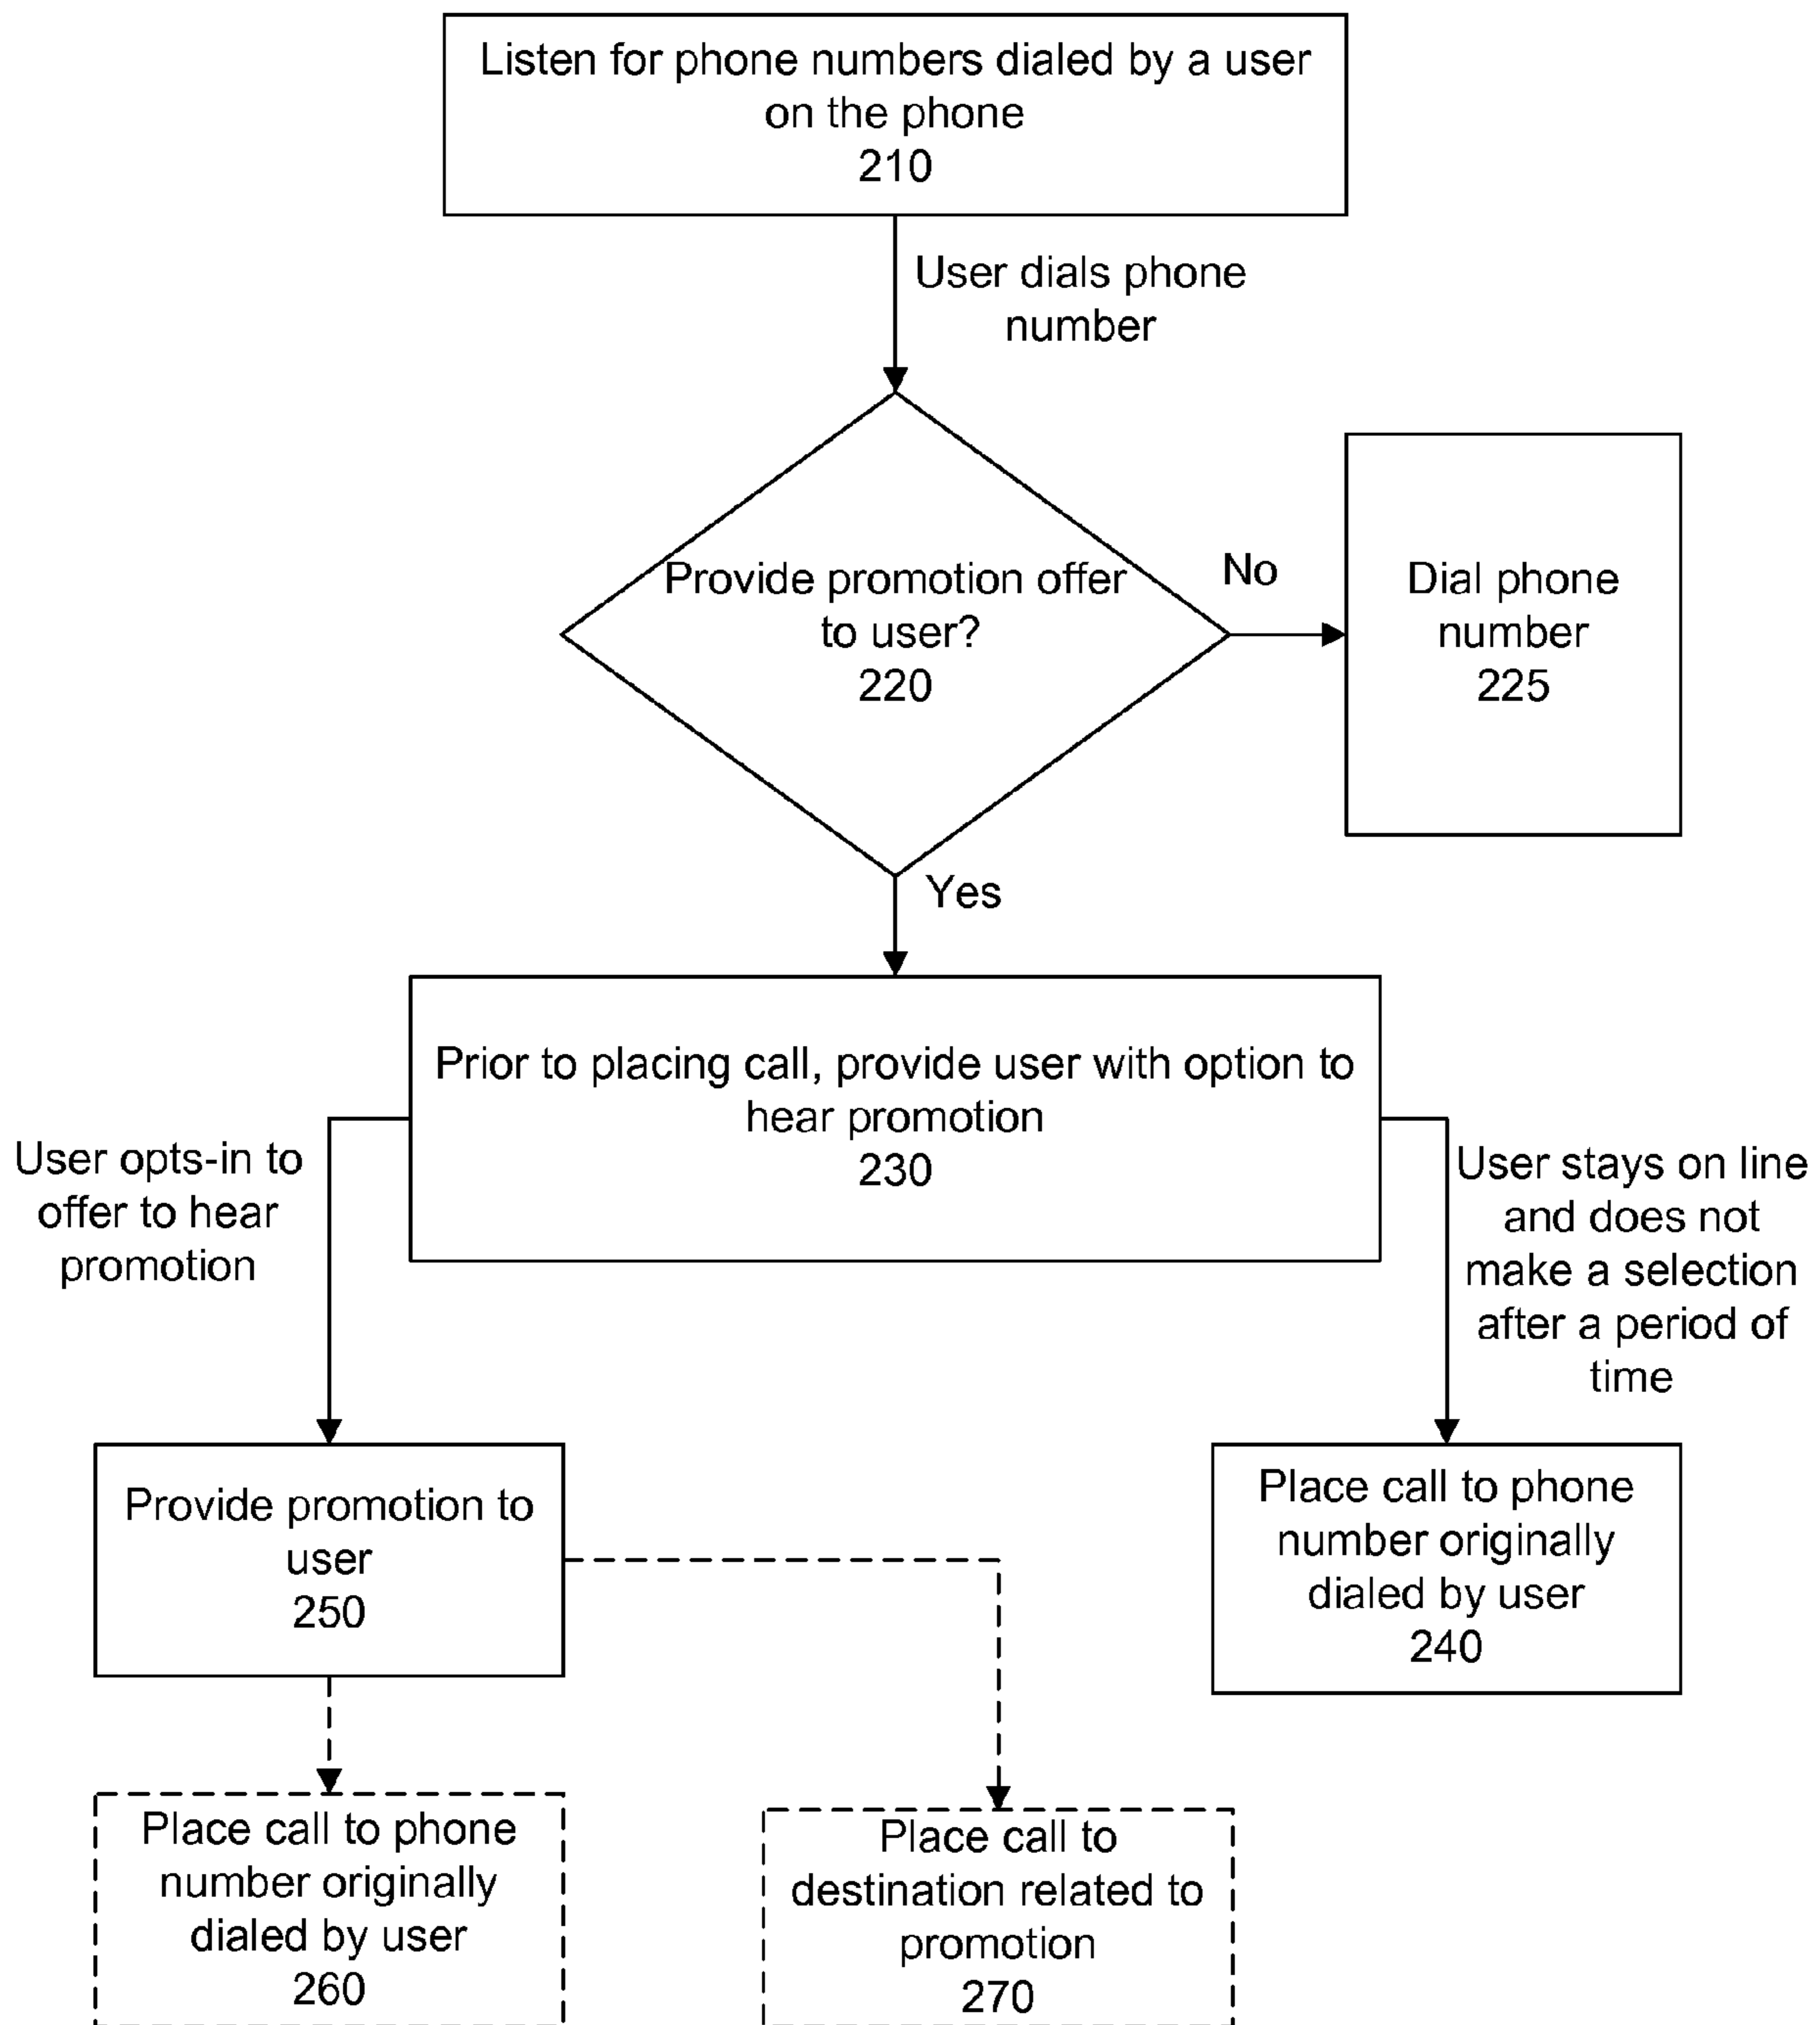 Listen for phone numbers dialed by a user
on the phone
210
User dials phone
number
Provide promotion offer
to user?
220
No
Dial phone
number
225
Yes
Prior to placing call, provide user with option to
hear promotion
230
User opts-in to
offer to hear
promotion
User stays on line
and does not
make a selection
after a period of
time
Provide promotion to
user
250
Place call to phone
number originally
dialed by user
240
Place call to phone
number originally
dialed by user
260
Place call to
destination related to
promotion
270